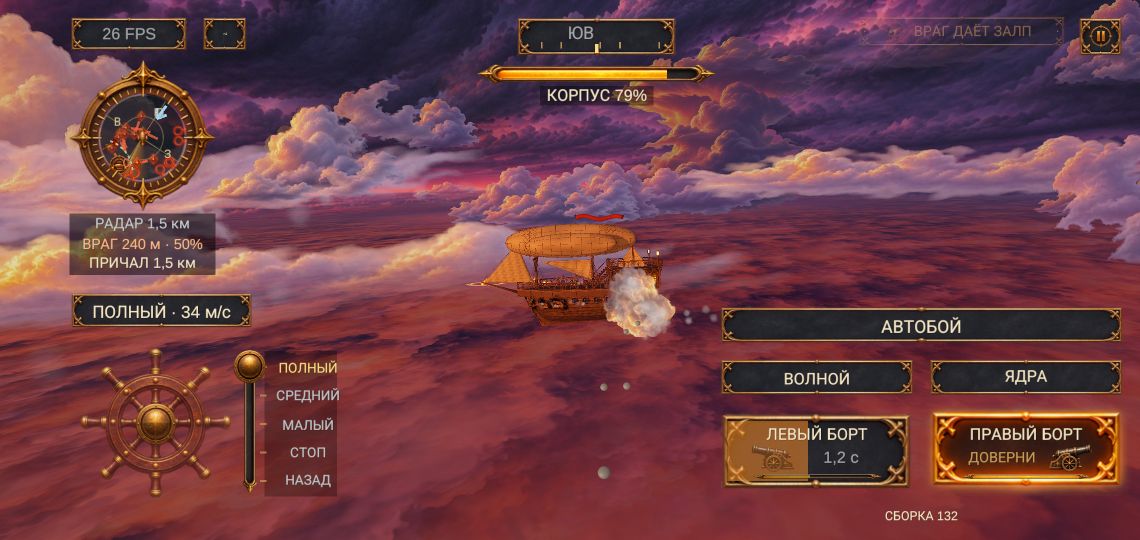 26 FPS
ЮВ
ВРАГ ДАЁТ ЗАЛП
КОРПУС 79%
В
З
РАДАР 1,5 км
ВРАГ 240 м · 50%
ПРИЧАЛ 1,5 км
ПОЛНЫЙ · 34 м/с
ПОЛНЫЙ
СРЕДНИЙ
МАЛЫЙ
СТОП
НАЗАД
АВТОБОЙ
ВОЛНОЙ
ЯДРА
ЛЕВЫЙ БОРТ
1,2 с
ПРАВЫЙ БОРТ
ДОВЕРНИ
СБОРКА 132